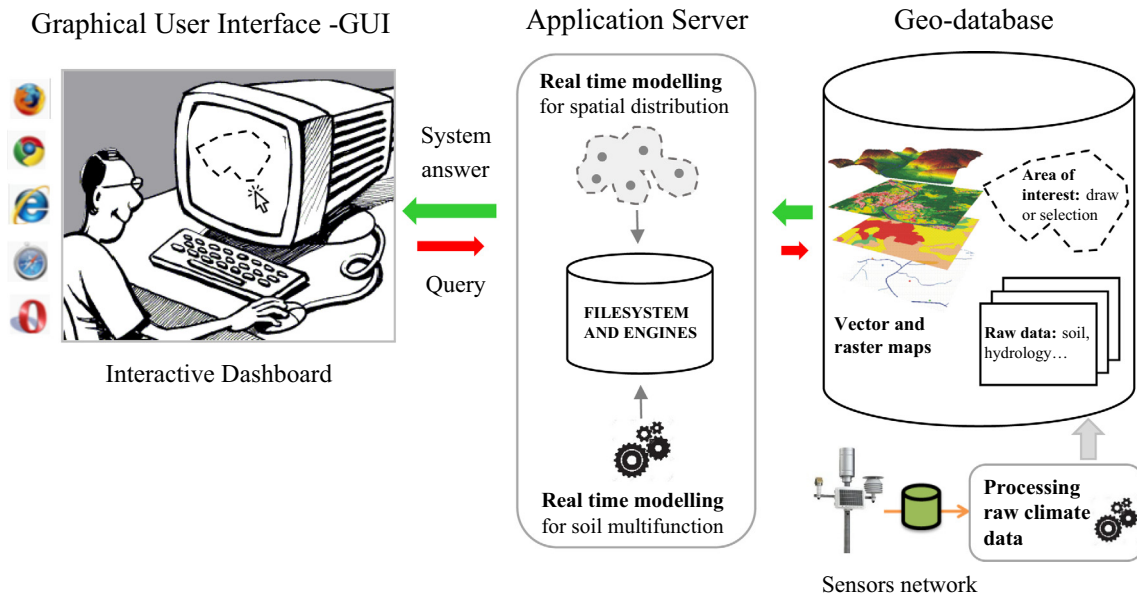 Graphical User Interface -GUI
Application Server
Geo-database
System
answer
Query
Interactive Dashboard
Real time modelling
for spatial distribution
FILESYSTEM
AND ENGINES
Real time modelling
for soil multifunction
Area of
interest: draw
or selection
Vector and
raster maps
Raw data: soil,
hydrology…
Processing
raw climate
data
Sensors network